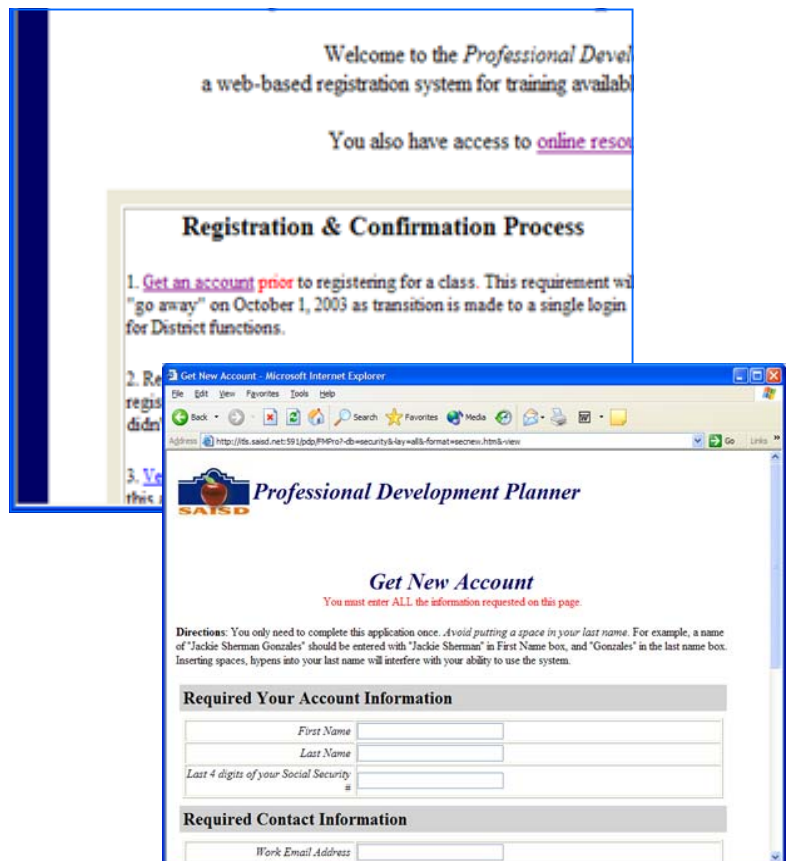 Welcome to the Professional Devel
a web-based registration system for training availab
You also have access to online resou
Registration & Confirmation Process
1. Get an account prior to registering for a class. This requirement wil
"go away" on October 1, 2003 as transition is made to a single login
for District functions.
2. Re
regis
didn'
3. Ve
this
Get New Account - Microsoft Internet Explorer
File Edit View Favorites Tools Help
Back Search Favorites Media
Address http://itls.saisd.net:591/pdp/FMPro?-db=security&-lay=all&-format=secnew.htm&-view Go Links »
SAISD
Professional Development Planner
Get New Account
You must enter ALL the information requested on this page.
Directions: You only need to complete this application once. Avoid putting a space in your last name. For example, a name
of "Jackie Sherman Gonzales" should be entered with "Jackie Sherman" in First Name box, and "Gonzales" in the last name box.
Inserting spaces, hypens into your last name will interfere with your ability to use the system.
Required Your Account Information
First Name
Last Name
Last 4 digits of your Social Security
#
Required Contact Information
Work Email Address